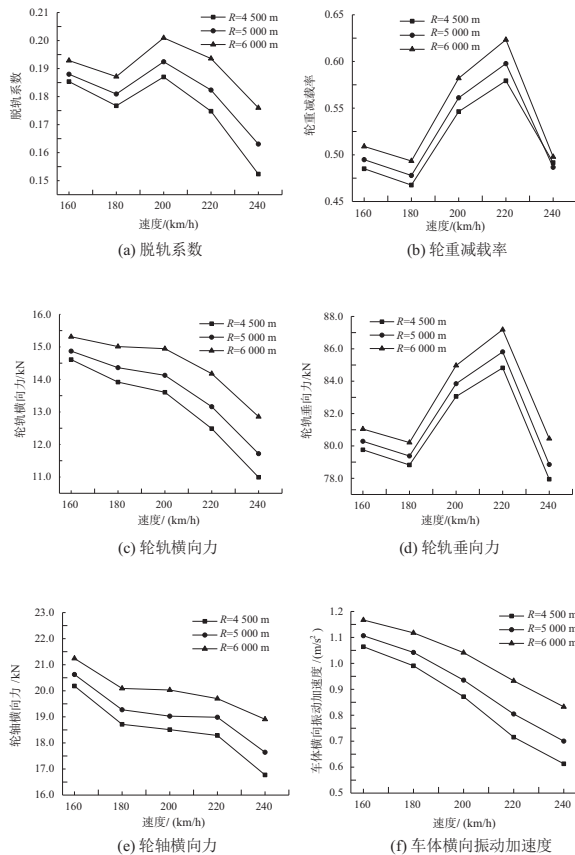 0.21
0.20
0.19
0.18
0.17
0.16
0.15
脱轨系数
R=4 500 m
R=5 000 m
R=6 000 m
160 180 200 220 240
速度/(km/h)
(a) 脱轨系数
0.65
0.60
0.55
0.50
0.45
轮重减载率
R=4 500 m
R=5 000 m
R=6 000 m
160 180 200 220 240
速度/(km/h)
(b) 轮重减载率
16.0
15.0
14.0
13.0
12.0
11.0
轮轨横向力/kN
R=4 500 m
R=5 000 m
R=6 000 m
160 180 200 220 240
速度/ (km/h)
(c) 轮轨横向力
88.0
86.0
84.0
82.0
80.0
78.0
轮轨垂向力/kN
R=4 500 m
R=5 000 m
R=6 000 m
160 180 200 220 240
速度/ (km/h)
(d) 轮轨垂向力
23.0
22.0
21.0
20.0
19.0
18.0
17.0
16.0
轮轴横向力 /kN
R=4 500 m
R=5 000 m
R=6 000 m
160 180 200 220 240
速度/ (km/h)
(e) 轮轴横向力
1.2
1.1
1.0
0.9
0.8
0.7
0.6
0.5
车体横向振动加速度 / (m/s²)
R=4 500 m
R=5 000 m
R=6 000 m
160 180 200 220 240
速度/ (km/h)
(f) 车体横向振动加速度